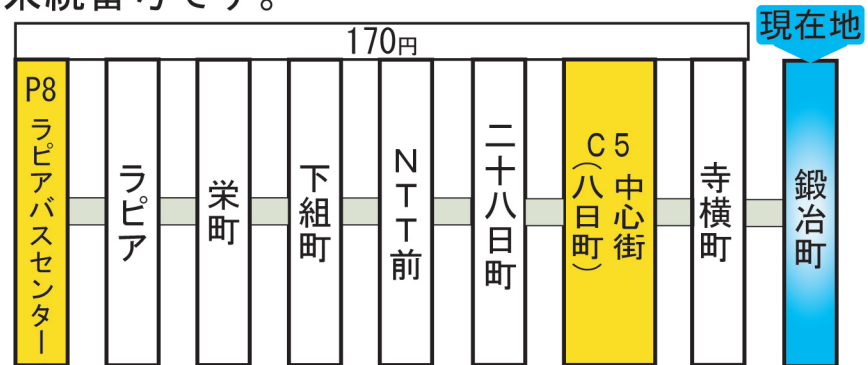 系統番号です。
170円
現在地
P8 ラピアバスセンター
ラピア
栄町
下組町
NTT前
二十八日町
C5 中心街
(八日町)
寺横町
鍛冶町